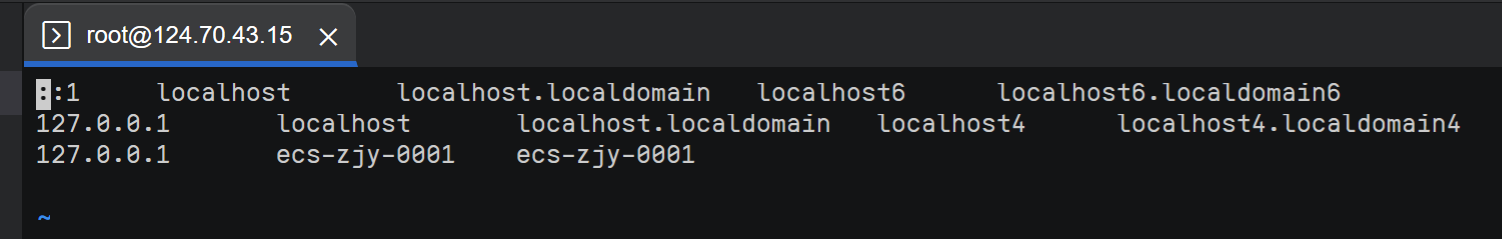 root@124.70.43.15
::1 localhost localhost.localdomain localhost6 localhost6.localdomain6
127.0.0.1 localhost localhost.localdomain localhost4 localhost4.localdomain4
127.0.0.1 ecs-zjy-0001 ecs-zjy-0001
~